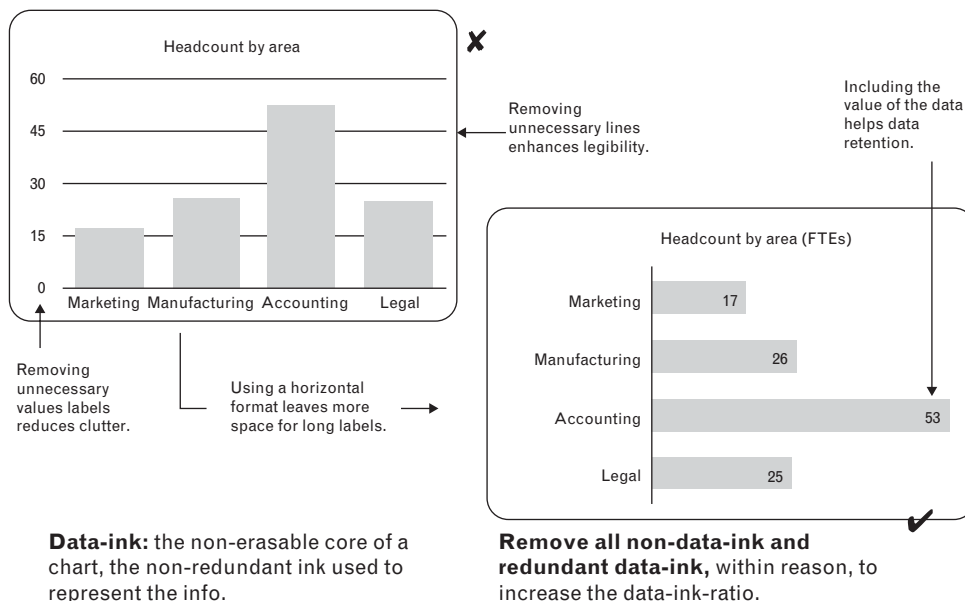 Headcount by area
✘
60
45
30
15
0
Marketing Manufacturing Accounting Legal
Removing
unnecessary lines
enhances legibility.
Including the
value of the data
helps data
retention.
Removing
unnecessary
values labels
reduces clutter.
Using a horizontal
format leaves more
space for long labels.
Headcount by area (FTEs)
Marketing 17
Manufacturing 26
Accounting 53
Legal 25
✔
Data-ink: the non-erasable core of a
chart, the non-redundant ink used to
represent the info.
Remove all non-data-ink and
redundant data-ink, within reason, to
increase the data-ink-ratio.